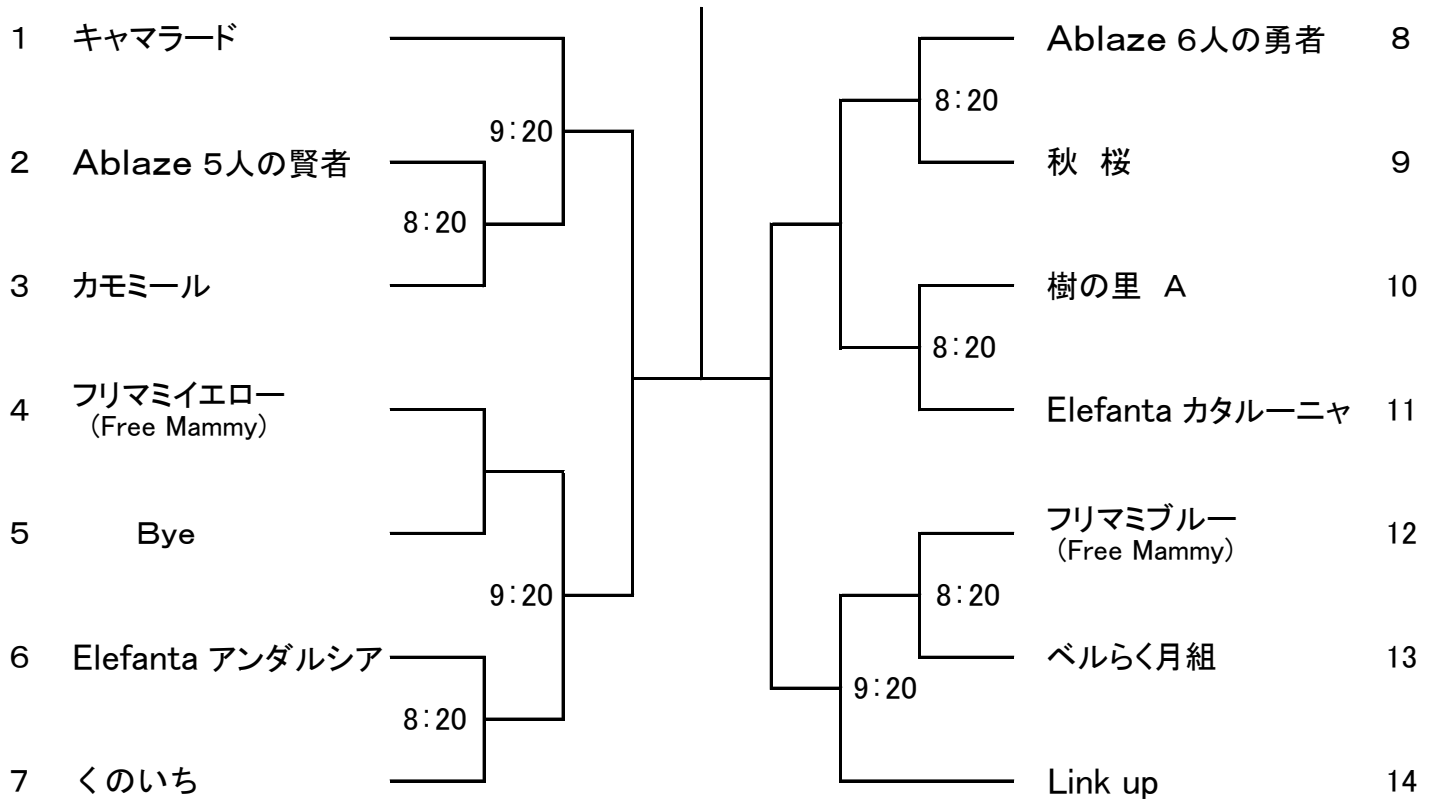 1 キャマラード
9:20
2 Ablaze 5人の賢者
8:20
3 カモミール
4 フリマミイエロー
(Free Mammy)
5 Bye
9:20
6 Elefanta アンダルシア
8:20
7 くのいち
Ablaze 6人の勇者 8
8:20
秋 桜 9
樹の里 A 10
8:20
Elefanta カタルーニャ 11
フリマミブルー 12
(Free Mammy)
8:20
ベルらく月組 13
9:20
Link up 14